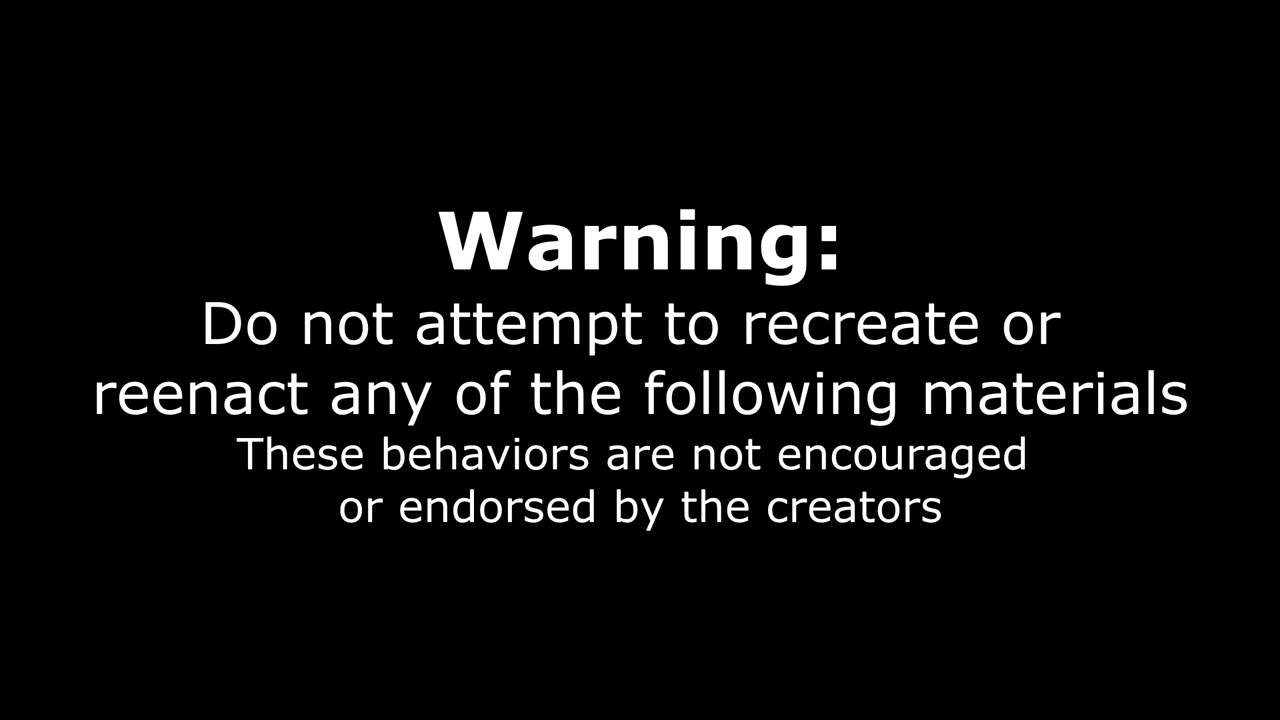 Warning:
Do not attempt to recreate or
reenact any of the following materials
These behaviors are not encouraged
or endorsed by the creators